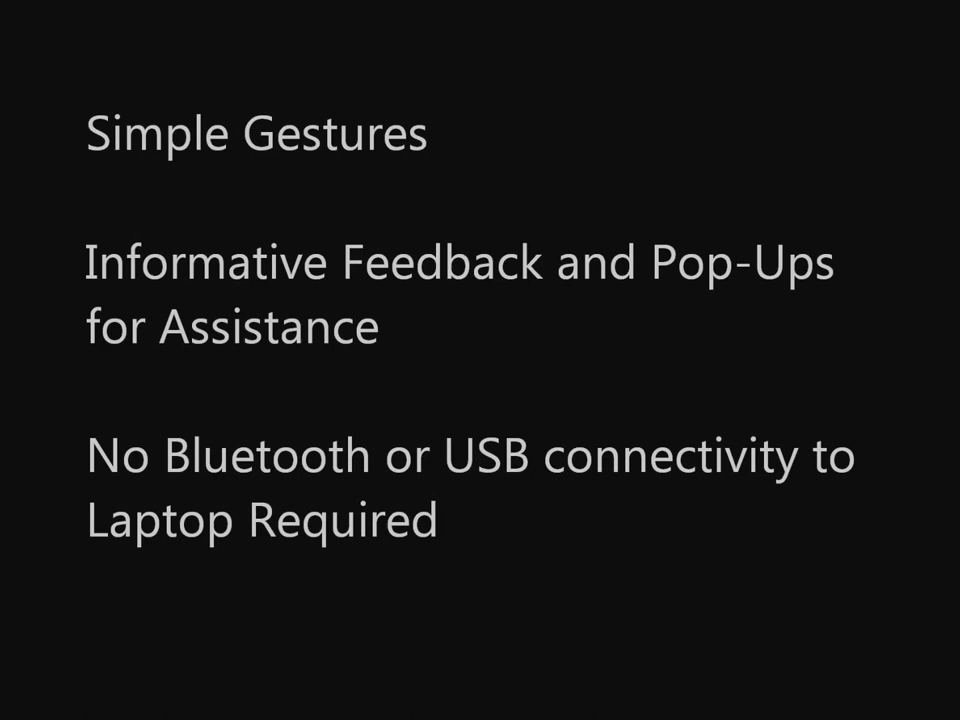 Simple Gestures
Informative Feedback and Pop-Ups
for Assistance
No Bluetooth or USB connectivity to
Laptop Required